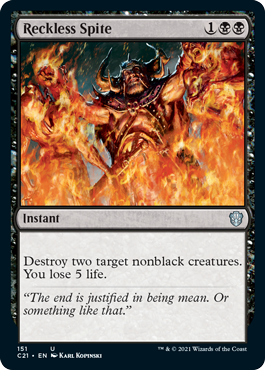 Reckless Spite 1
Instant
Destroy two target nonblack creatures.
You lose 5 life.
“The end is justified in being mean. Or
something like that.”
151 U
C21 • EN Karl Kopinski
™ & © 2021 Wizards of the Coast